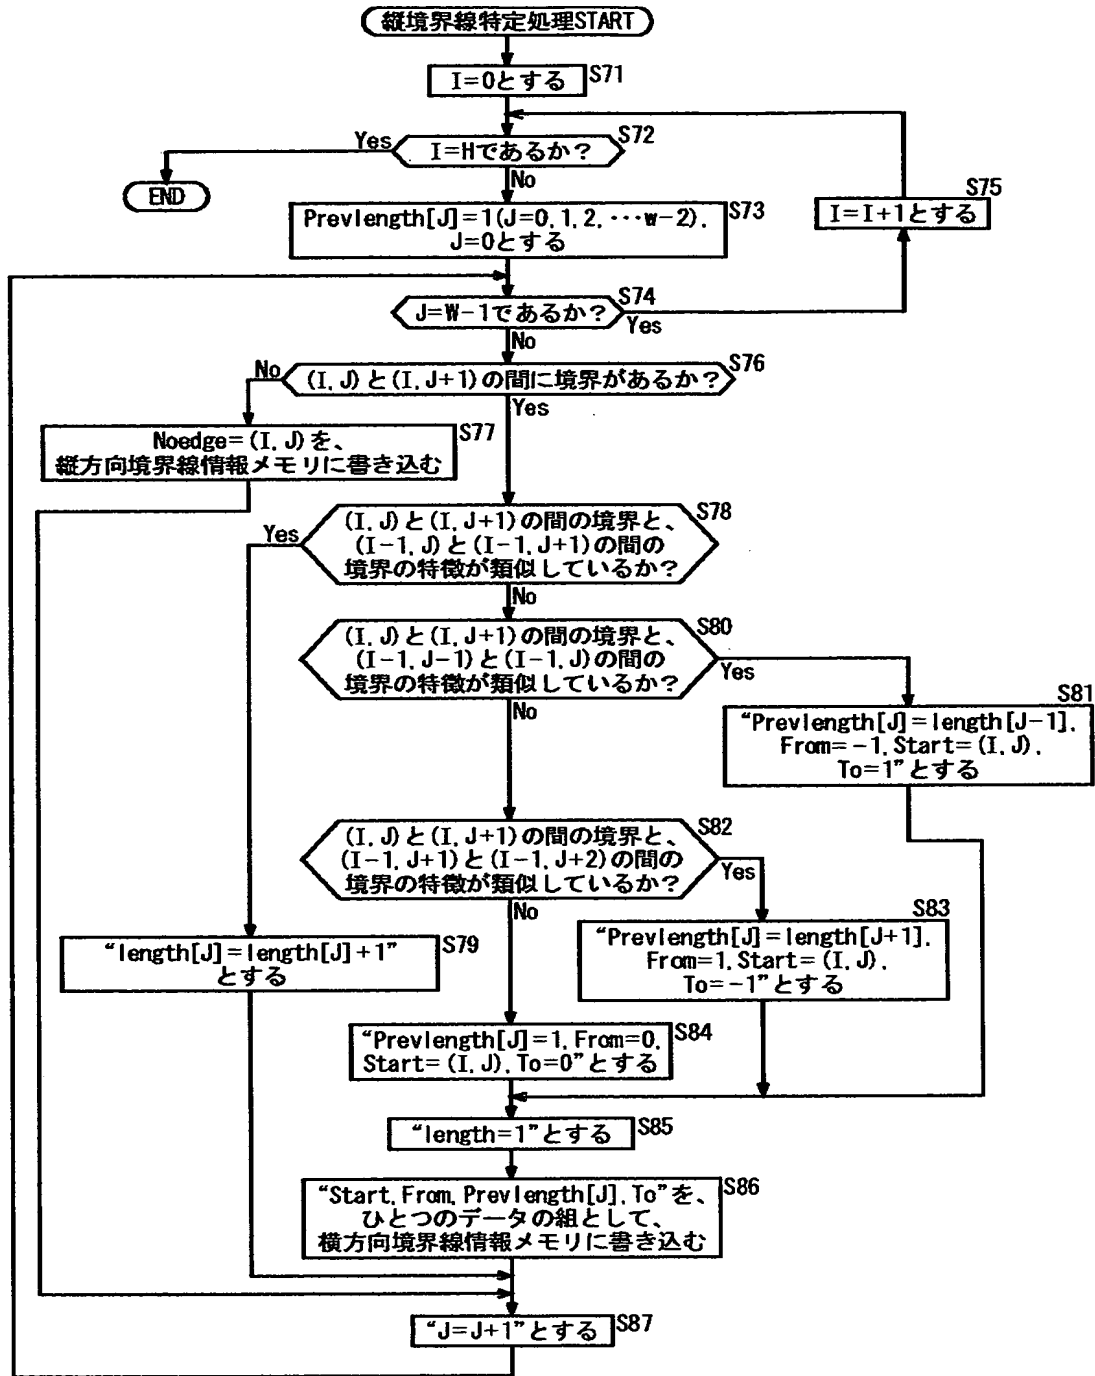 縦境界線特定処理START
I=0とする
S71
I=Hであるか?
S72
Yes
No
END
Prevlength[J]=1(J=0,1,2,···w-2),
J=0とする
S73
J=W-1であるか?
S74
Yes
No
I=I+1とする
S75
(I,J)と(I,J+1)の間に境界があるか?
S76
No
Yes
Noedge=(I,J)を、
縦方向境界線情報メモリに書き込む
S77
(I,J)と(I,J+1)の間の境界と、
(I-1,J)と(I-1,J+1)の間の
境界の特徴が類似しているか?
S78
Yes
No
(I,J)と(I,J+1)の間の境界と、
(I-1,J-1)と(I-1,J)の間の
境界の特徴が類似しているか?
S80
Yes
No
“Prevlength[J]=length[J-1],
From=-1,Start=(I,J),
To=1”とする
S81
(I,J)と(I,J+1)の間の境界と、
(I-1,J+1)と(I-1,J+2)の間の
境界の特徴が類似しているか?
S82
Yes
No
“Prevlength[J]=length[J+1],
From=1,Start=(I,J),
To=-1”とする
S83
“length[J]=length[J]+1”
とする
S79
“Prevlength[J]=1,From=0,
Start=(I,J),To=0”とする
S84
“length=1”とする
S85
“Start,From,Prevlength[J],To”を、
ひとつのデータの組として、
横方向境界線情報メモリに書き込む
S86
“J=J+1”とする
S87